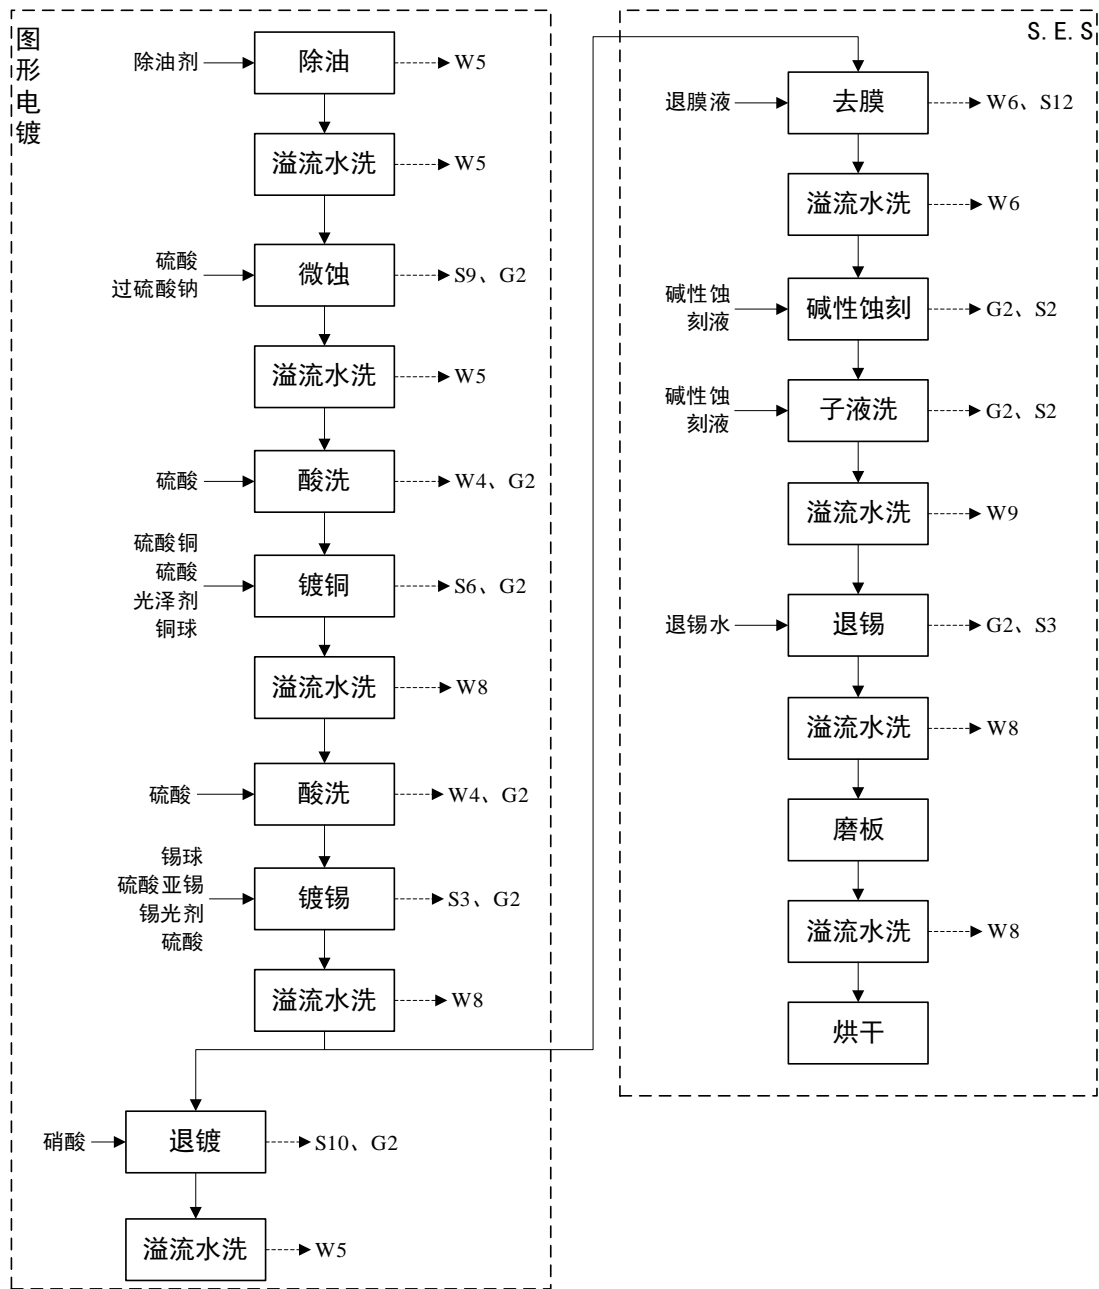 图
形
电
镀
除油剂
除油
W5
溢流水洗
W5
硫酸
过硫酸钠
微蚀
S9、G2
溢流水洗
W5
硫酸
酸洗
W4、G2
硫酸铜
硫酸
光泽剂
铜球
镀铜
S6、G2
溢流水洗
W8
硫酸
酸洗
W4、G2
锡球
硫酸亚锡
锡光剂
硫酸
镀锡
S3、G2
溢流水洗
W8
硝酸
退镀
S10、G2
溢流水洗
W5
S.E.S
退膜液
去膜
W6、S12
溢流水洗
W6
碱性蚀
刻液
碱性蚀刻
G2、S2
碱性蚀
刻液
子液洗
G2、S2
溢流水洗
W9
退锡水
退锡
G2、S3
溢流水洗
W8
磨板
溢流水洗
W8
烘干